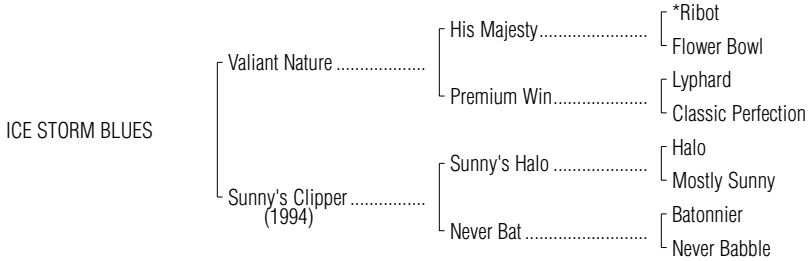 *Ribot
His Majesty...................
Flower Bowl
Valiant Nature ...................
Lyphard
Premium Win...................
Classic Perfection
ICE STORM BLUES
Halo
Sunny's Halo ...................
Mostly Sunny
Sunny's Clipper ................
(1994)
Batonnier
Never Bat .........................
Never Babble